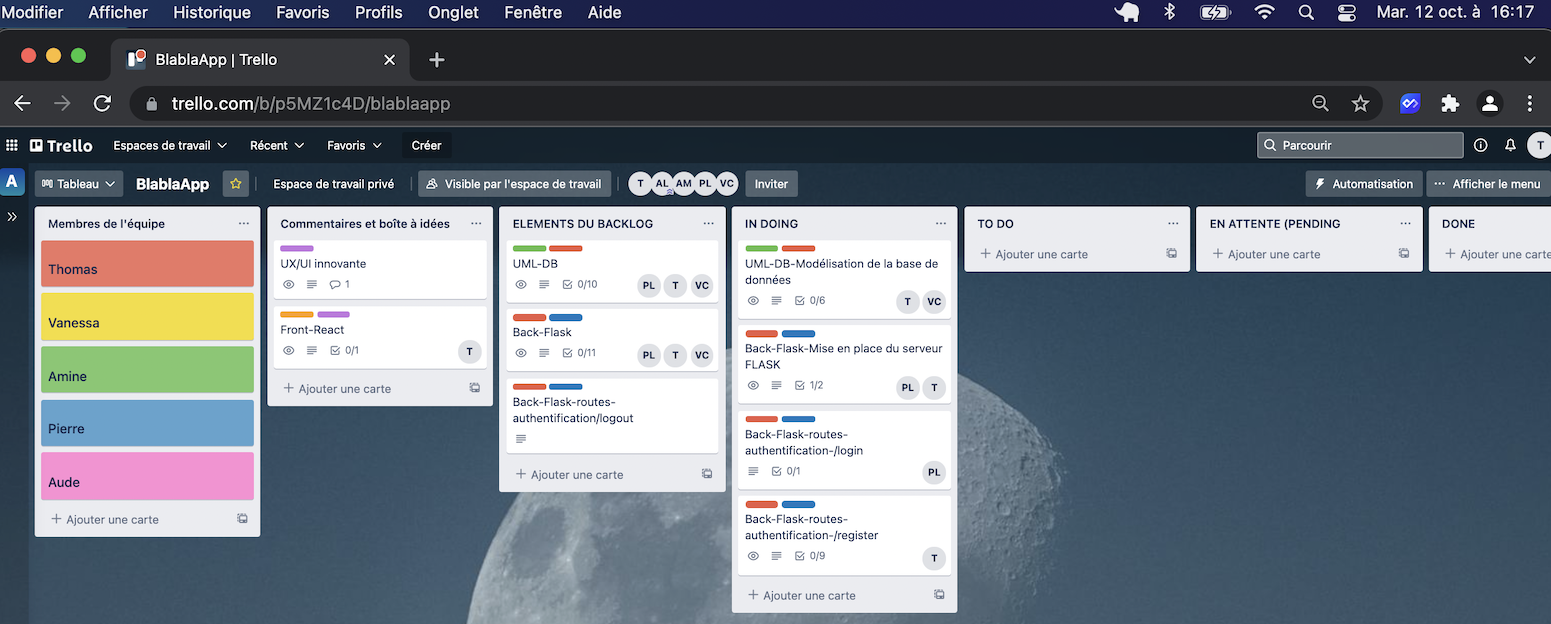 Modifier Afficher Historique Favoris Profils Onglet Fenêtre Aide Mar. 12 oct. à 16:17
BlablaApp | Trello
trello.com/b/p5MZ1c4D/blablaapp
Trello Espaces de travail Récent Favoris Créer Parcourir T
A Tableau BlablaApp Espace de travail privé Visible par l'espace de travail T AL AM PL VC Inviter Automatisation Afficher le menu
Membres de l'équipe
Thomas
Vanessa
Amine
Pierre
Aude
Ajouter une carte
Commentaires et boîte à idées
UX/UI innovante
1
Front-React
0/1 T
Ajouter une carte
ELEMENTS DU BACKLOG
UML-DB
0/10 PL T VC
Back-Flask
0/11 PL T VC
Back-Flask-routes-
authentification/logout
Ajouter une carte
IN DOING
UML-DB-Modélisation de la base de
données
0/6 T VC
Back-Flask-Mise en place du serveur
FLASK
1/2 PL T
Back-Flask-routes-
authentification-/login
0/1 PL
Back-Flask-routes-
authentification-/register
0/9 T
Ajouter une carte
TO DO
Ajouter une carte
EN ATTENTE (PENDING
Ajouter une carte
DONE
Ajouter une carte